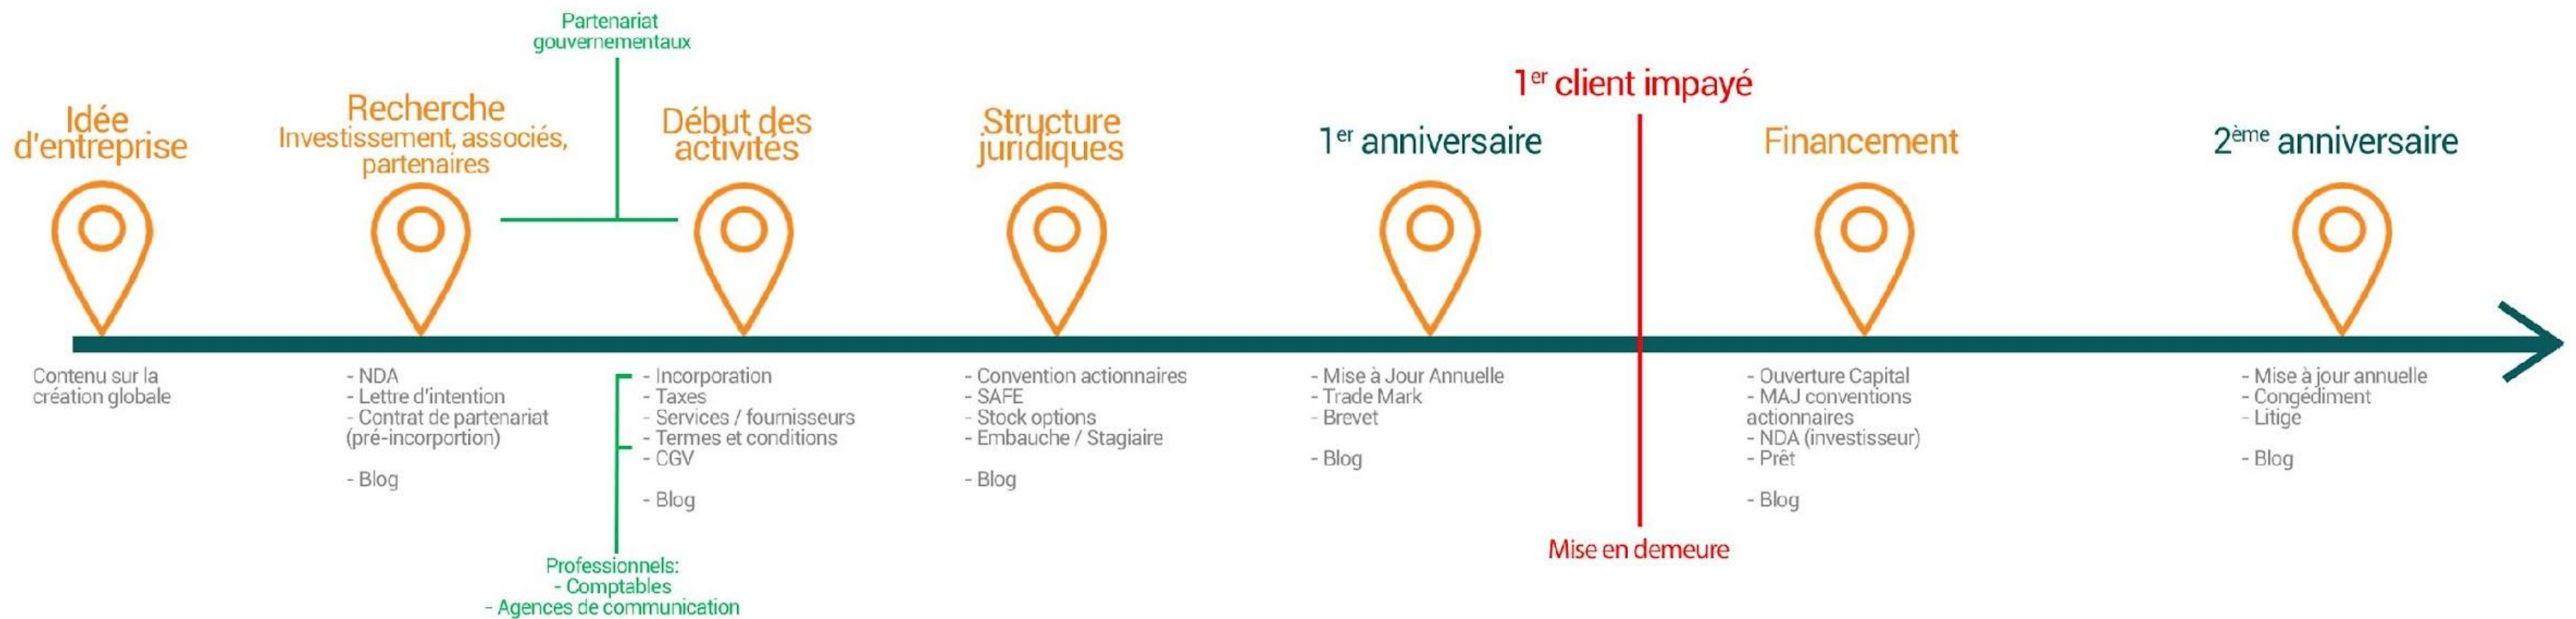 Partenariat
gouvernementaux
Idée
d'entreprise
Recherche
Investissement, associés,
partenaires
Début des
activités
Structure
juridiques
1er anniversaire
1er client impayé
Financement
2ème anniversaire
Contenu sur la
création globale
- NDA
- Lettre d'intention
- Contrat de partenariat
(pré-incorportion)
- Blog
- Incorporation
- Taxes
- Services / fournisseurs
- Termes et conditions
- CGV
- Blog
Professionnels:
- Comptables
- Agences de communication
- Convention actionnaires
- SAFE
- Stock options
- Embauche / Stagiaire
- Blog
- Mise à Jour Annuelle
- Trade Mark
- Brevet
- Blog
Mise en demeure
- Ouverture Capital
- MAJ conventions
actionnaires
- NDA (investisseur)
- Prêt
- Blog
- Mise à jour annuelle
- Congédiment
- Litige
- Blog